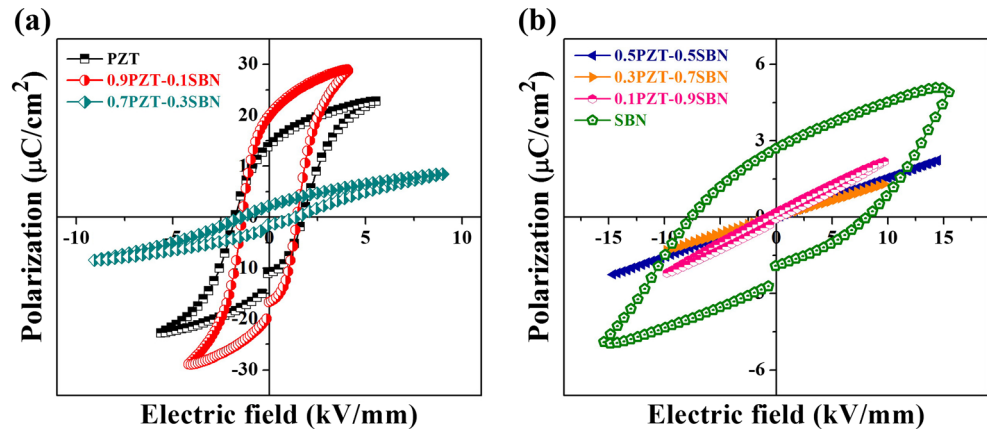 (a)
PZT
0.9PZT-0.1SBN
0.7PZT-0.3SBN
30
20
10
-10
-5
0
5
10
-10
-20
-30
Polarization (μC/cm²)
Electric field (kV/mm)
(b)
0.5PZT-0.5SBN
0.3PZT-0.7SBN
0.1PZT-0.9SBN
SBN
6
3
-15
-10
-5
0
5
10
15
-3
-6
Polarization (μC/cm²)
Electric field (kV/mm)